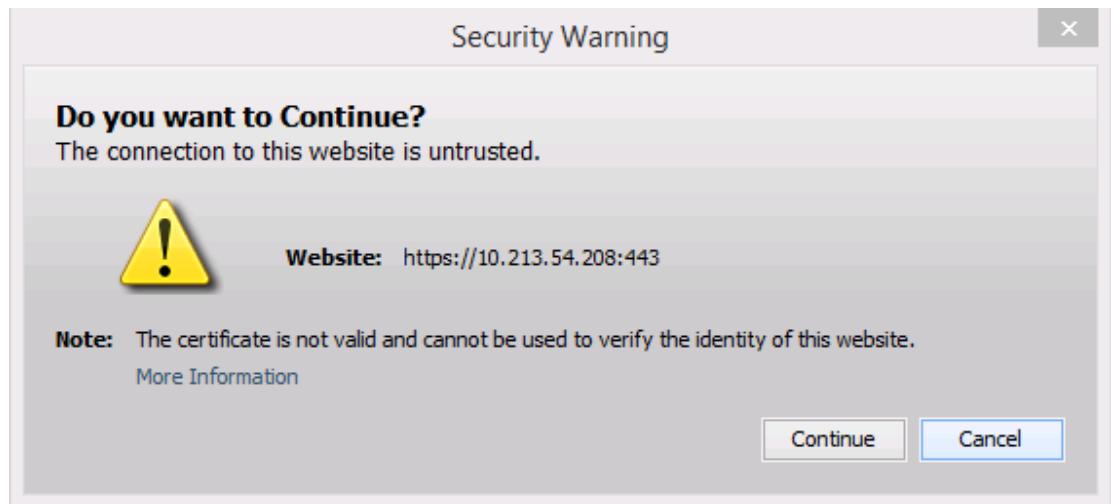 Security Warning
Do you want to Continue?
The connection to this website is untrusted.
Website: https://10.213.54.208:443
Note: The certificate is not valid and cannot be used to verify the identity of this website.
More Information
Continue Cancel